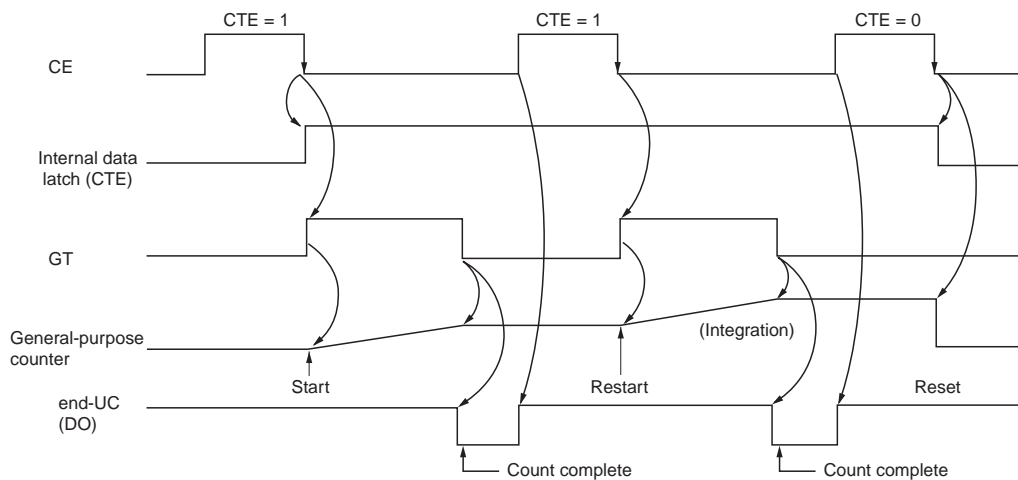 CTE = 1
CTE = 1
CTE = 0
CE
Internal data
latch (CTE)
GT
General-purpose
counter
(Integration)
Start
Restart
Reset
end-UC
(DO)
Count complete
Count complete